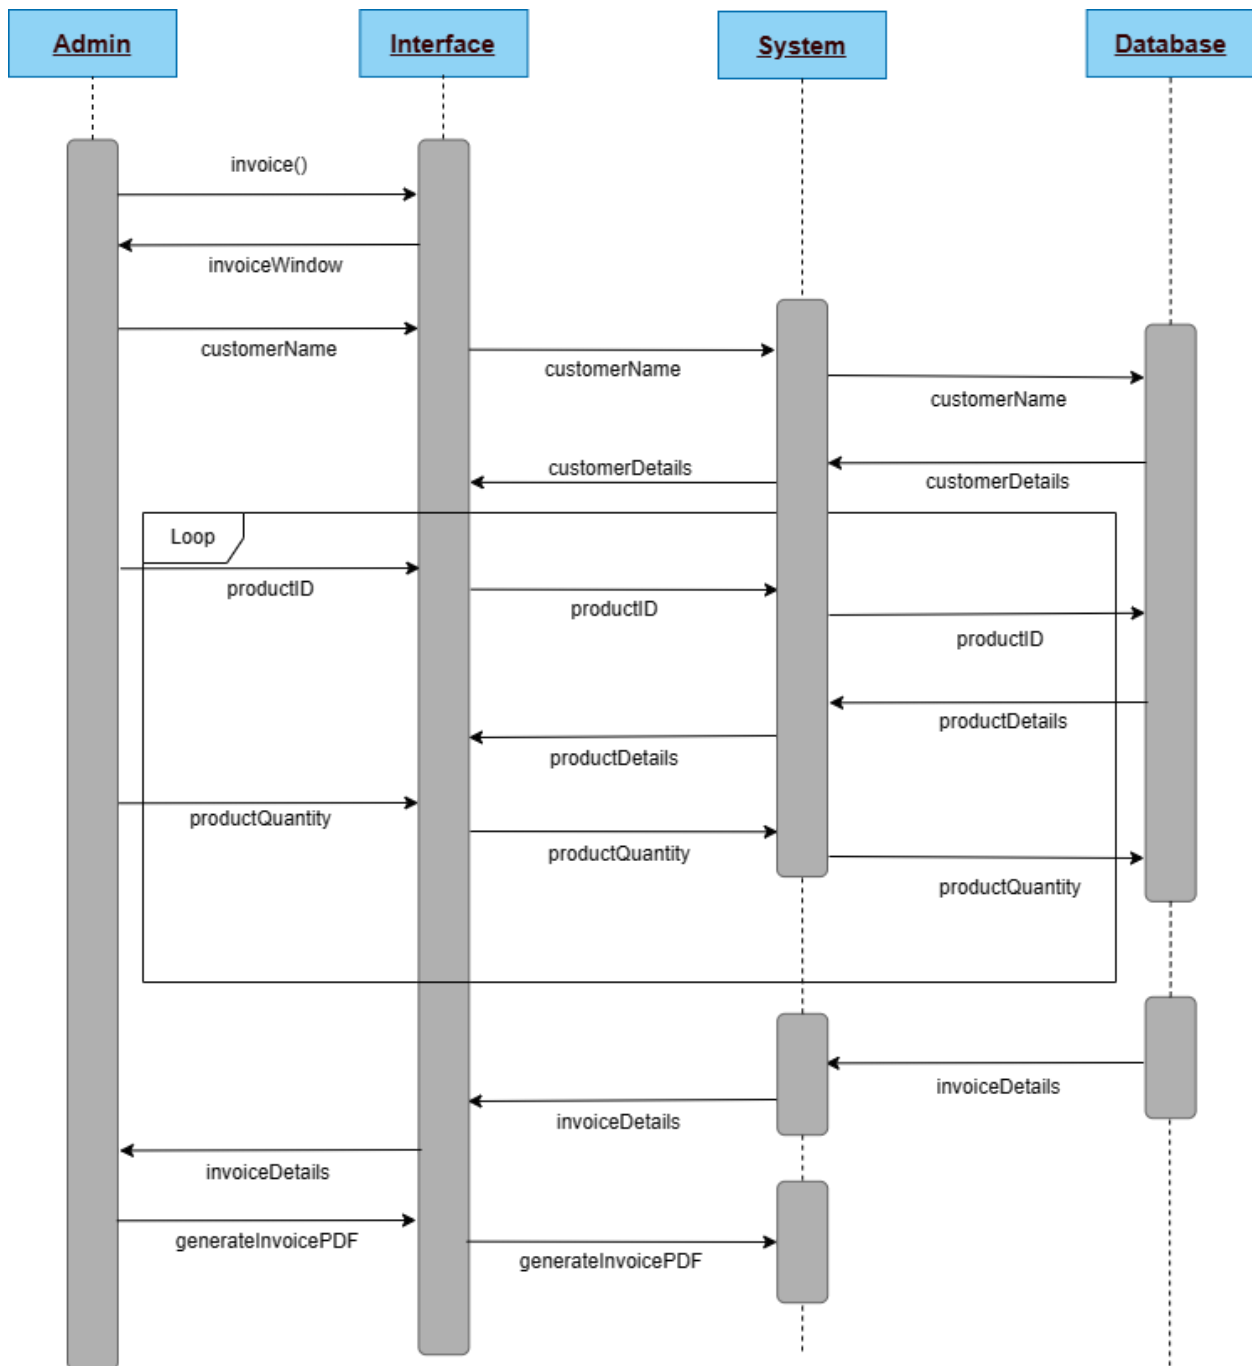 Admin
Interface
System
Database
invoice()
invoiceWindow
customerName
customerName
customerName
customerDetails
customerDetails
Loop
productID
productID
productID
productDetails
productDetails
productQuantity
productQuantity
productQuantity
invoiceDetails
invoiceDetails
invoiceDetails
generateInvoicePDF
generateInvoicePDF